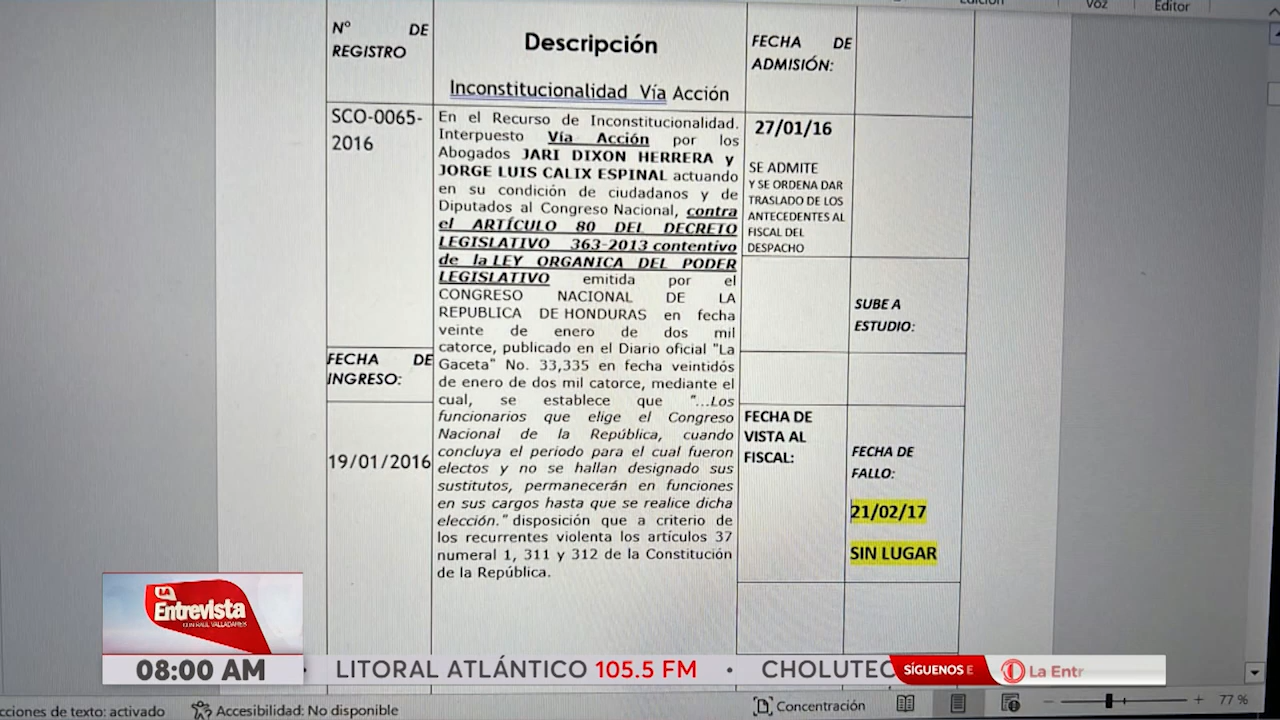 Edición
Voz
Editor
Nº DE
REGISTRO
Descripción
Inconstitucionalidad Vía Acción
FECHA DE
ADMISIÓN:
SCO-0065-
2016
En el Recurso de Inconstitucionalidad.
Interpuesto Vía Acción por los
Abogados JARI DIXON HERRERA y
JORGE LUIS CALIX ESPINAL actuando
en su condición de ciudadanos y de
Diputados al Congreso Nacional, contra
el ARTÍCULO 80 DEL DECRETO
LEGISLATIVO 363-2013 contentivo
de la LEY ORGANICA DEL PODER
LEGISLATIVO emitida por el
CONGRESO NACIONAL DE LA
REPUBLICA DE HONDURAS en fecha
veinte de enero de dos mil
catorce, publicado en el Diario oficial "La
Gaceta" No. 33,335 en fecha veintidós
de enero de dos mil catorce, mediante el
cual, se establece que "...Los
funcionarios que elige el Congreso
Nacional de la República, cuando
concluya el periodo para el cual fueron
electos y no se hallan designado sus
sustitutos, permanecerán en funciones
en sus cargos hasta que se realice dicha
elección." disposición que a criterio de
los recurrentes violenta los artículos 37
numeral 1, 311 y 312 de la Constitución
de la República.
27/01/16
SE ADMITE
Y SE ORDENA DAR
TRASLADO DE LOS
ANTECEDENTES AL
FISCAL DEL
DESPACHO
SUBE A
ESTUDIO:
FECHA DE
INGRESO:
19/01/2016
FECHA DE
VISTA AL
FISCAL:
FECHA DE
FALLO:
21/02/17
SIN LUGAR
LA
Entrevista
CON RAÚL VALLADARES
08:00 AM
• LITORAL ATLÁNTICO 105.5 FM • CHOLUTEC
SÍGUENOS E
La Entr
cciones de texto: activado
Accesibilidad: No disponible
Concentración
77 %